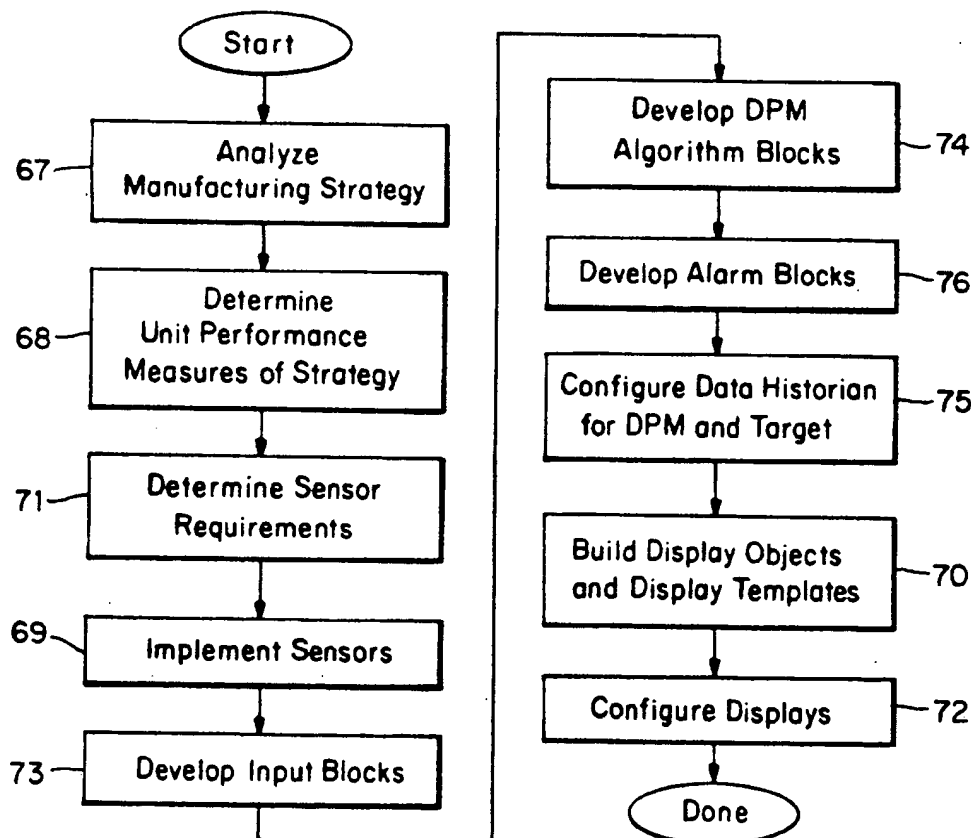 Start
67
Analyze
Manufacturing Strategy
68
Determine
Unit Performance
Measures of Strategy
71
Determine Sensor
Requirements
69
Implement Sensors
73
Develop Input Blocks
Develop DPM
Algorithm Blocks
74
Develop Alarm Blocks
76
Configure Data Historian
for DPM and Target
75
Build Display Objects
and Display Templates
70
Configure Displays
72
Done